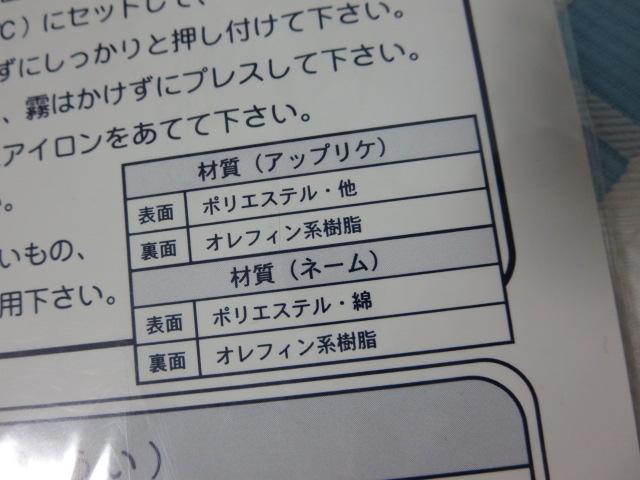 ℃）にセットして、
ずにしっかりと押し付けて下さい。
、霧はかけずにプレスして下さい。
アイロンをあてて下さい。
い。
いもの、
用下さい。
材質（アップリケ）
表面 ポリエステル・他
裏面 オレフィン系樹脂
材質（ネーム）
表面 ポリエステル・綿
裏面 オレフィン系樹脂
い）